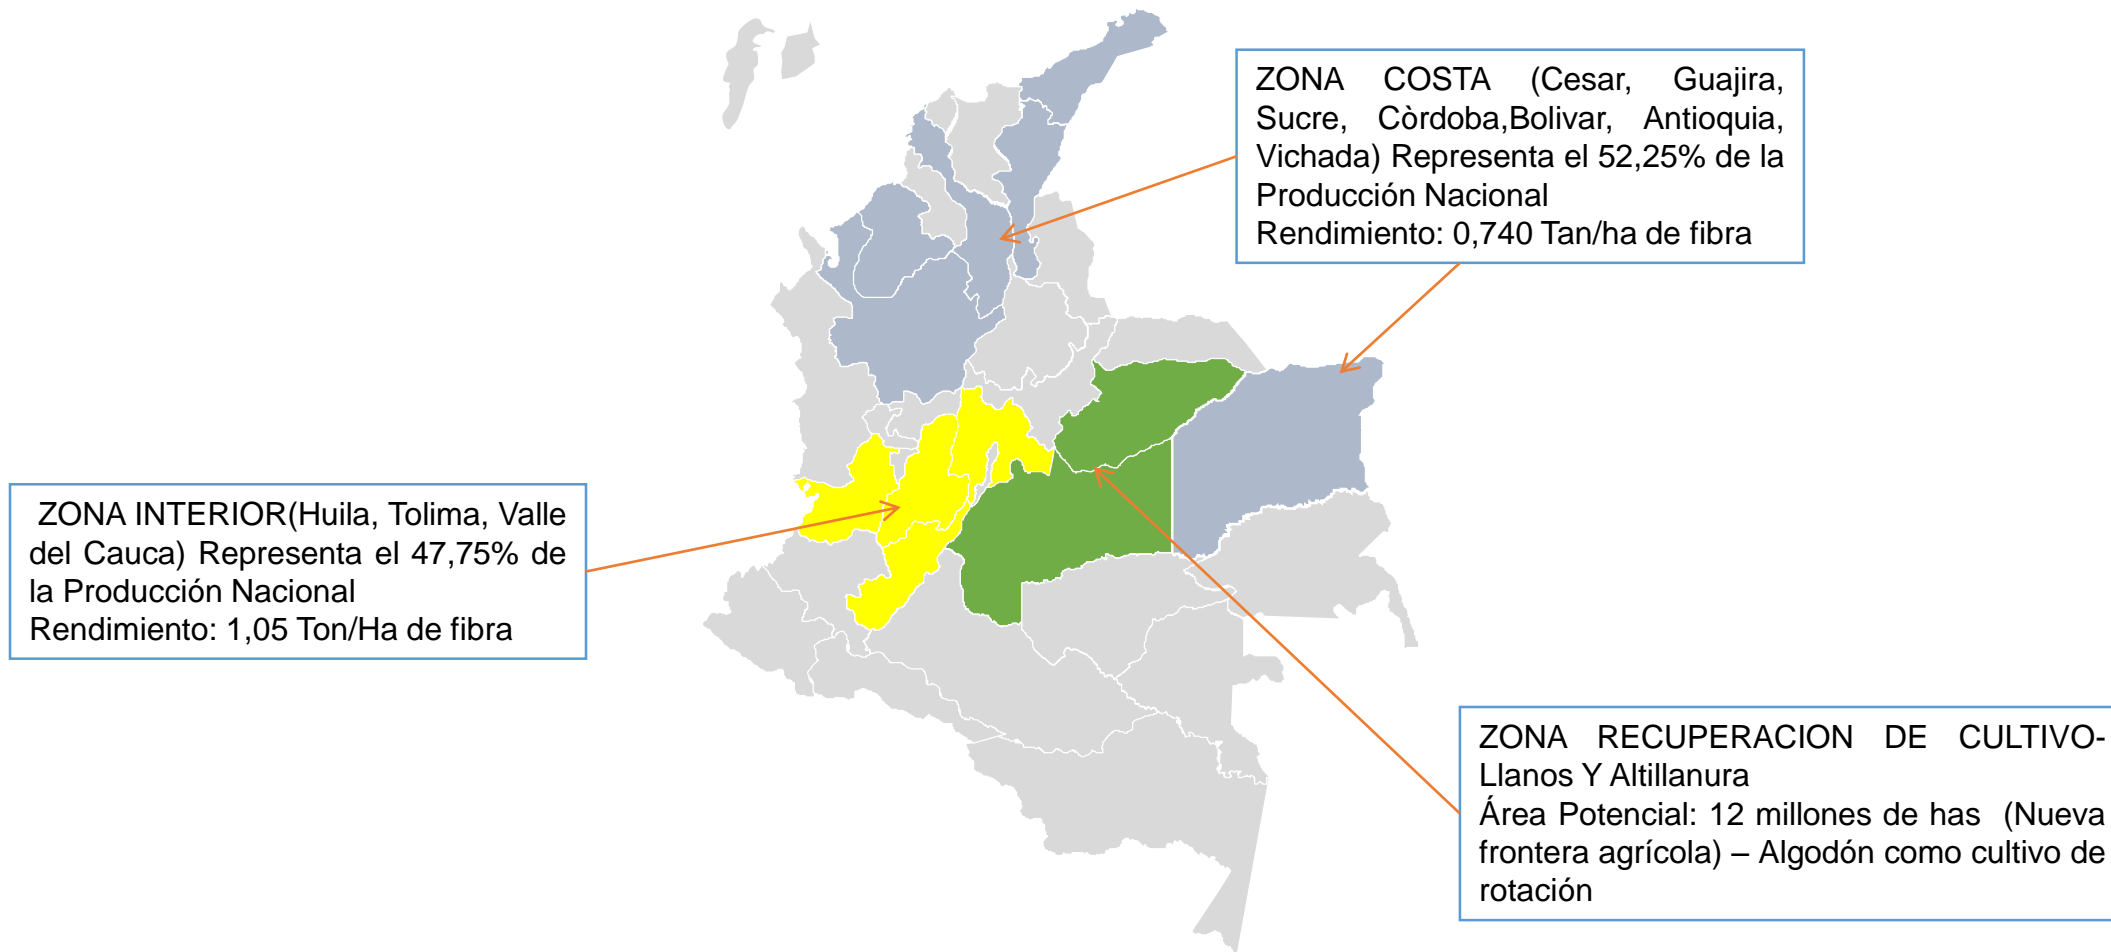 ZONA COSTA (Cesar, Guajira,
Sucre, Còrdoba,Bolivar, Antioquia,
Vichada) Representa el 52,25% de la
Producción Nacional
Rendimiento: 0,740 Tan/ha de fibra
ZONA INTERIOR(Huila, Tolima, Valle
del Cauca) Representa el 47,75% de
la Producción Nacional
Rendimiento: 1,05 Ton/Ha de fibra
ZONA RECUPERACION DE CULTIVO-
Llanos Y Altillanura
Área Potencial: 12 millones de has (Nueva
frontera agrícola) – Algodón como cultivo de
rotación